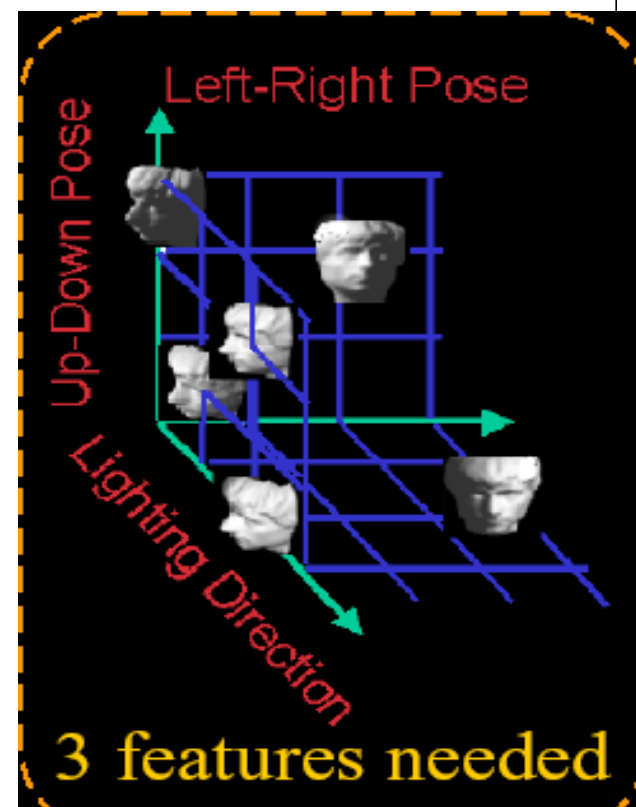 Left-Right Pose
Up-Down Pose
Lighting Direction
3 features needed